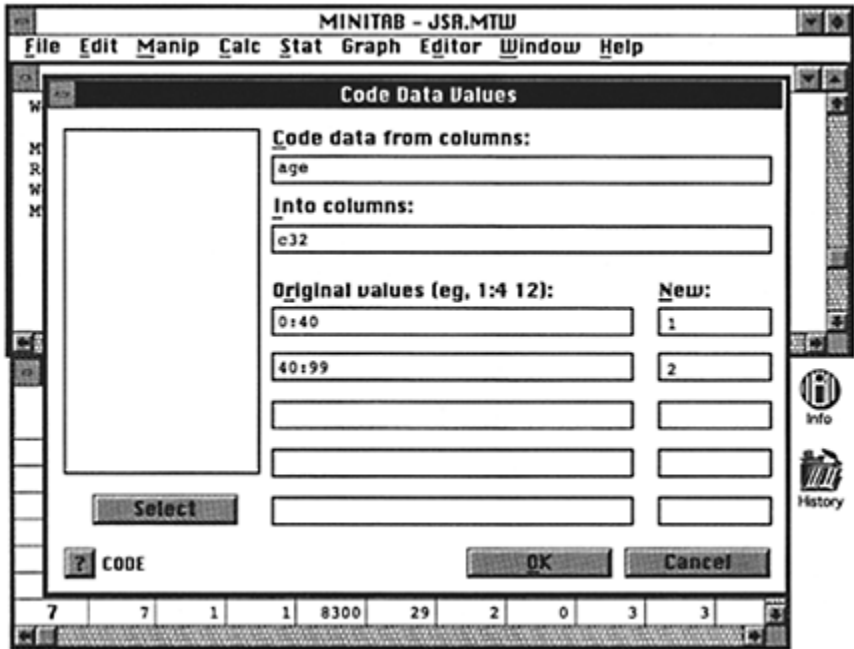 MINITAB - JSR.MTW
File Edit Manip Calc Stat Graph Editor Window Help
Code Data Values
W
M
R
W
M
Code data from columns:
age
Into columns:
c32
Original values (eg, 1:4 12):
New:
0:40
1
40:99
2
Select
? CODE
OK
Cancel
Info
History
7 7 1 1 8300 29 2 0 3 3